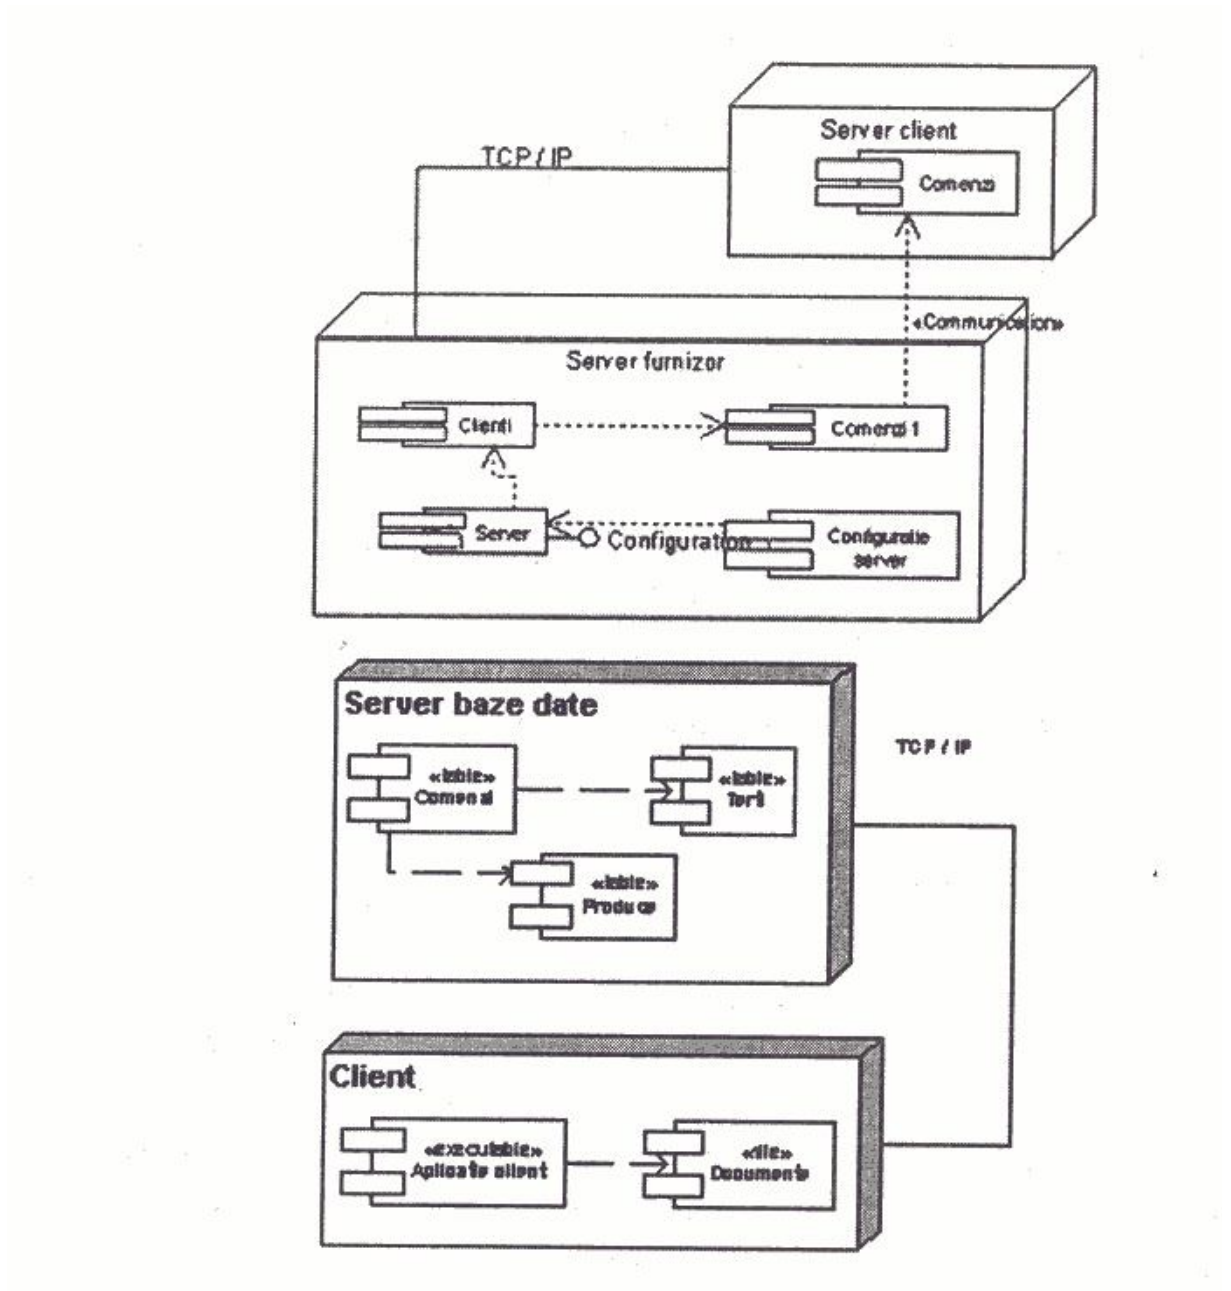 Server client
TCP / IP
Comenzi
«Communication»
Server furnizor
Clienti
Comenzi 1
Server
Configuration
Configuratie
server
Server baze date
TCP / IP
«table»
Comenzi
«table»
Terti
«table»
Produse
Client
«executable»
Aplicatie client
«file»
Documente